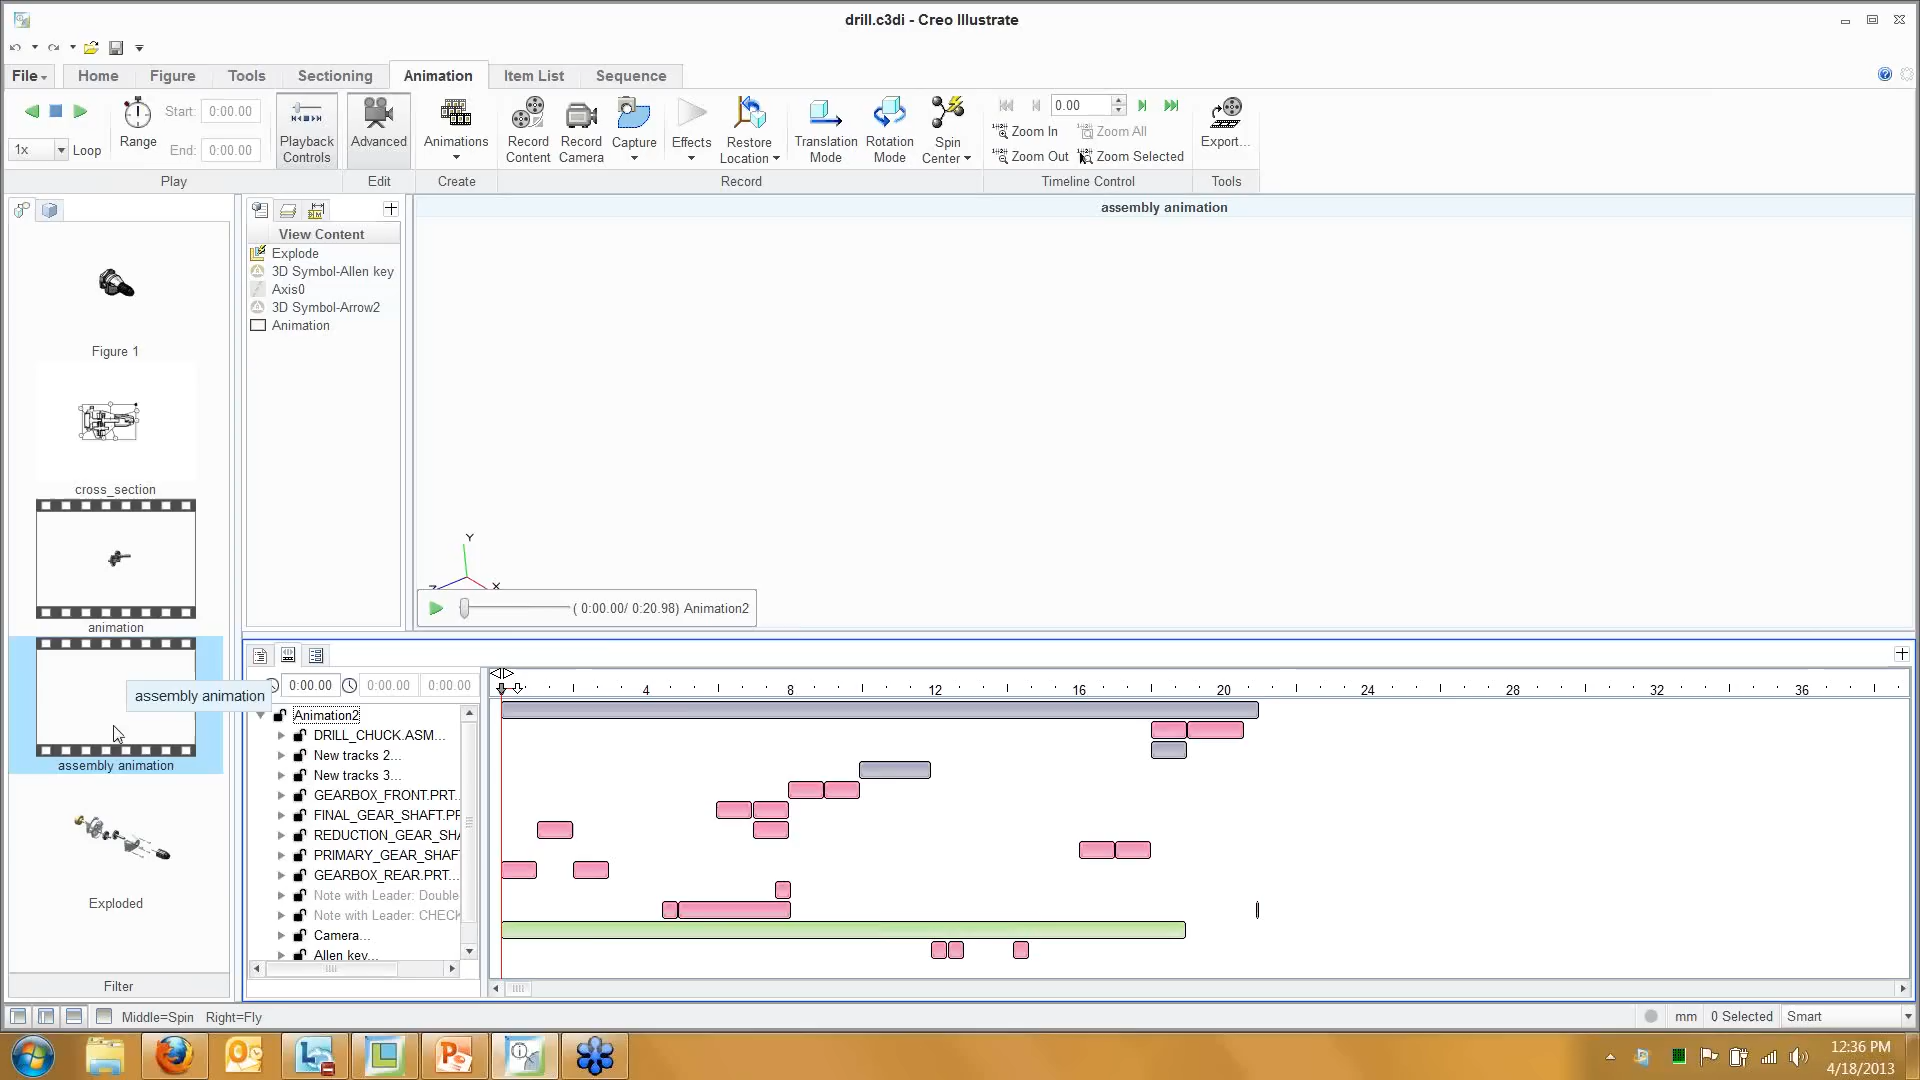 drill.c3di - Creo Illustrate
File Home Figure Tools Sectioning Animation Item List Sequence
Start: 0:00.00
End: 0:00.00
1x Loop
Range
Playback Controls
Advanced
Animations
Record Content
Record Camera
Capture
Effects
Restore Location
Translation Mode
Rotation Mode
Spin Center
0.00
Zoom In Zoom All
Zoom Out Zoom Selected
Export...
Play Edit Create Record Timeline Control Tools
Figure 1
cross_section
animation
assembly animation
assembly animation
Exploded
Filter
View Content
Explode
3D Symbol-Allen key
Axis0
3D Symbol-Arrow2
Animation
assembly animation
Y
Z X
( 0:00.00/ 0:20.98) Animation2
0:00.00 0:00.00 0:00.00
4 8 12 16 20 24 28 32 36
Animation2
DRILL_CHUCK.ASM...
New tracks 2...
New tracks 3...
GEARBOX_FRONT.PRT..
FINAL_GEAR_SHAFT.PR
REDUCTION_GEAR_SHA
PRIMARY_GEAR_SHAF
GEARBOX_REAR.PRT...
Note with Leader: Double
Note with Leader: CHECK
Camera...
Allen key...
Middle=Spin Right=Fly
mm 0 Selected Smart
12:36 PM
4/18/2013